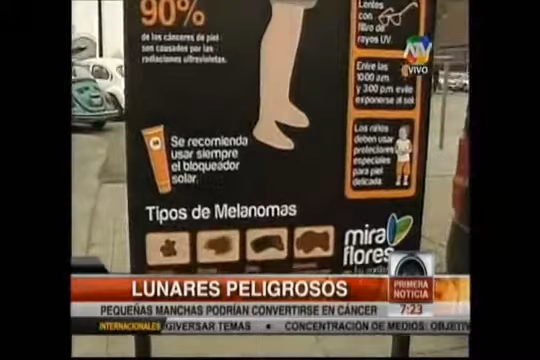 90%
de los cánceres de piel
son causados por las
radiaciones ultravioletas.
Lentes
con
filtro de
rayos UV.
ATV
VIVO
Entre las
10:00 am
y 3:00 p.m evite
exponerse al sol
Los niños
deben usar
protectores
especiales
para piel
delicada
Se recomienda
usar siempre
el bloqueador
solar.
Tipos de Melanomas
mira
flores
LUNARES PELIGROSOS
PRIMERA
NOTICIA
PEQUEÑAS MANCHAS PODRÍAN CONVERTIRSE EN CÁNCER
7:23
INTERNACIONALES
GIVERSAR TEMAS • CONCENTRACIÓN DE MEDIOS: OBJETIV